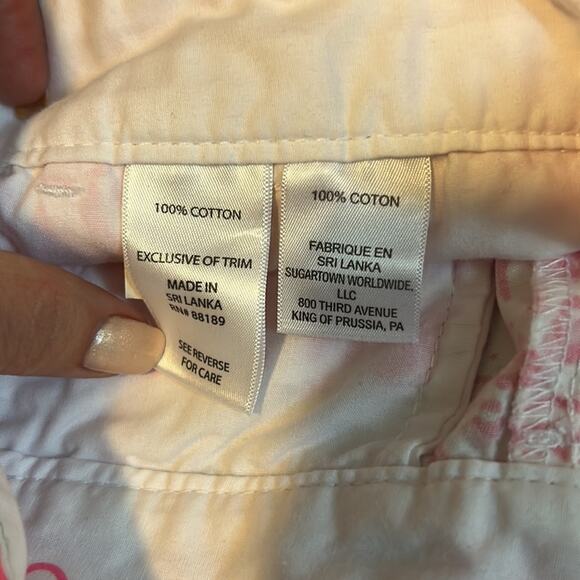 100% COTTON
EXCLUSIVE OF TRIM
MADE IN
SRI LANKA
RN# 88189
SEE REVERSE
FOR CARE
100% COTTON
FABRIQUE EN
SRI LANKA
SUGARTOWN WORLDWIDE,
LLC
800 THIRD AVENUE
KING OF PRUSSIA, PA